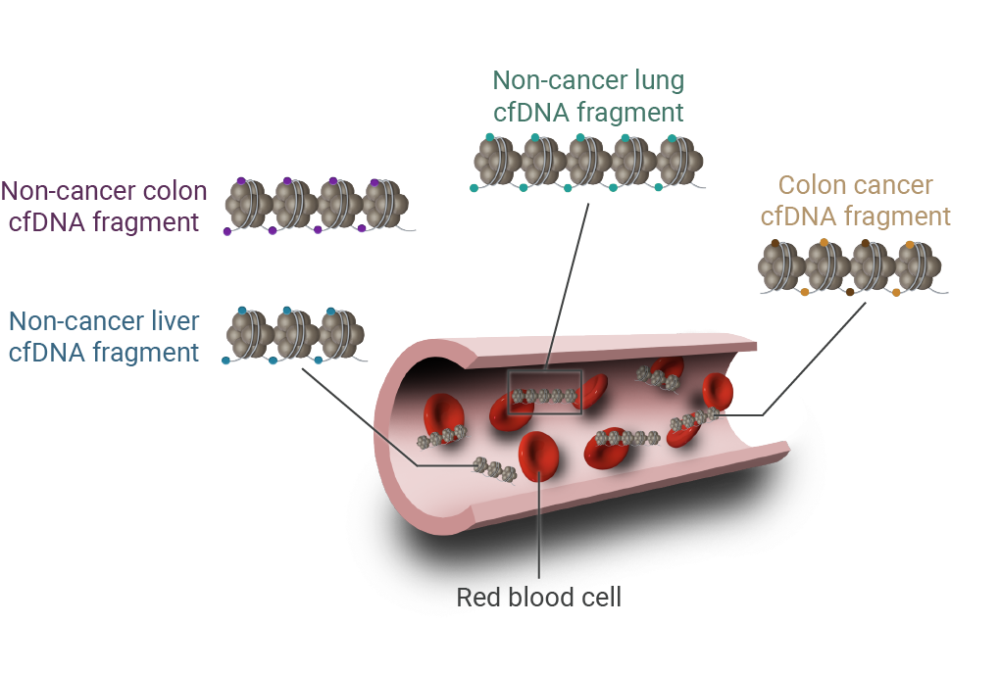 Non-cancer lung
cfDNA fragment
Non-cancer colon
cfDNA fragment
Colon cancer
cfDNA fragment
Non-cancer liver
cfDNA fragment
Red blood cell